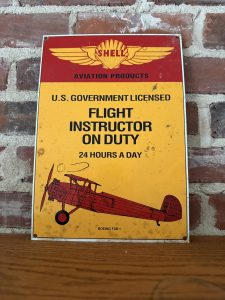 SHELL
AVIATION PRODUCTS
U.S. GOVERNMENT LICENSED
FLIGHT
INSTRUCTOR
ON DUTY
24 HOURS A DAY